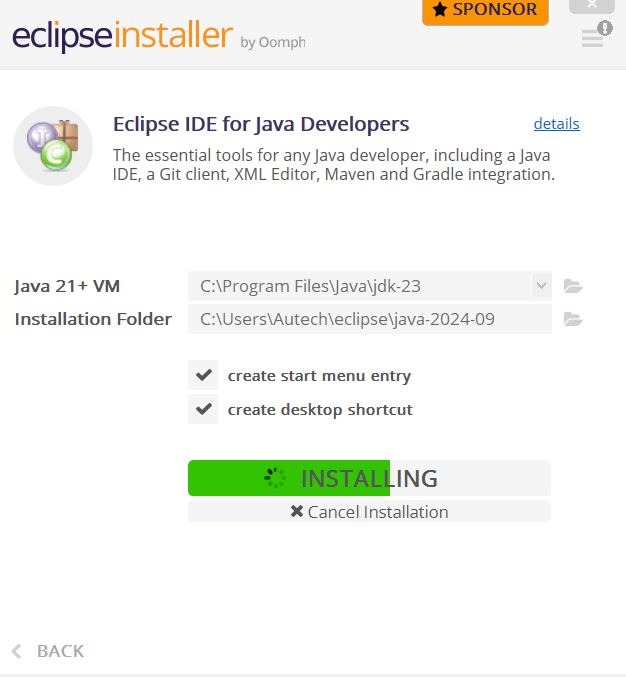 SPONSOR
eclipseinstaller by Oomph
Eclipse IDE for Java Developers
details
The essential tools for any Java developer, including a Java
IDE, a Git client, XML Editor, Maven and Gradle integration.
Java 21+ VM
C:\Program Files\Java\jdk-23
Installation Folder
C:\Users\Autech\eclipse\java-2024-09
create start menu entry
create desktop shortcut
INSTALLING
Cancel Installation
BACK